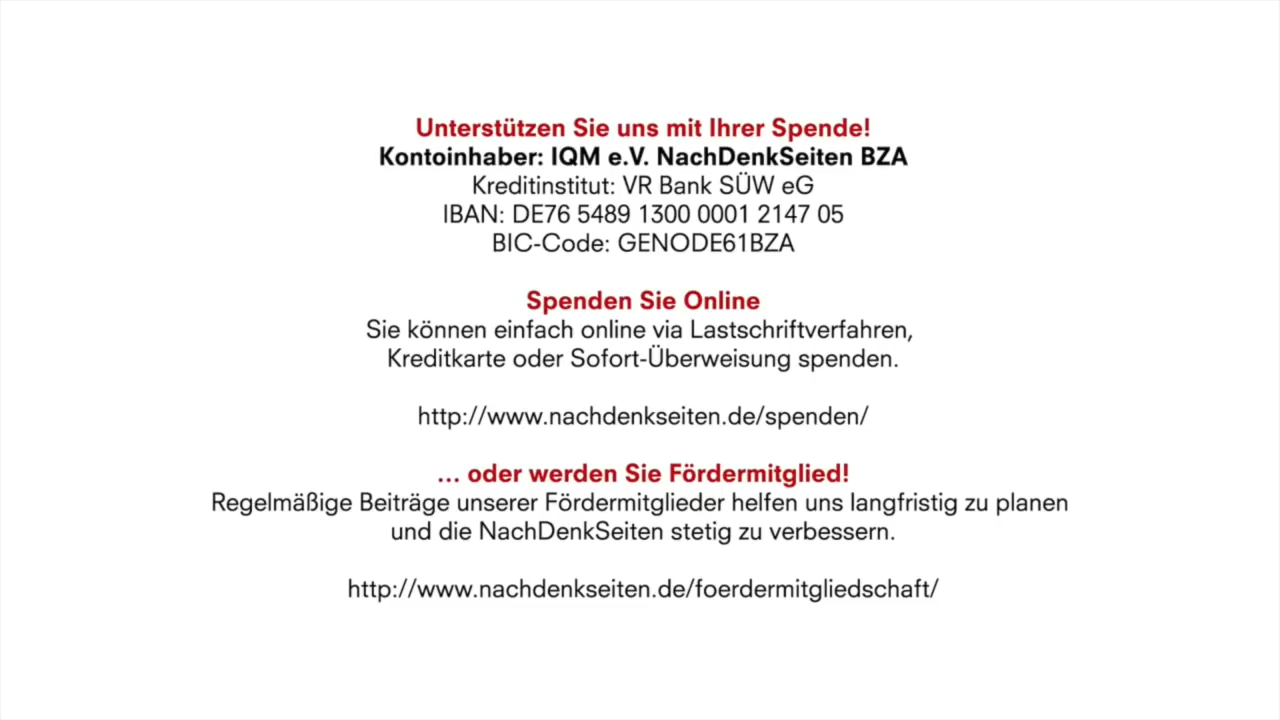 Unterstützen Sie uns mit Ihrer Spende!
Kontoinhaber: IQM e.V. NachDenkSeiten BZA
Kreditinstitut: VR Bank SÜW eG
IBAN: DE76 5489 1300 0001 2147 05
BIC-Code: GENODE61BZA
Spenden Sie Online
Sie können einfach online via Lastschriftverfahren,
Kreditkarte oder Sofort-Überweisung spenden.
http://www.nachdenkseiten.de/spenden/
... oder werden Sie Fördermitglied!
Regelmäßige Beiträge unserer Fördermitglieder helfen uns langfristig zu planen
und die NachDenkSeiten stetig zu verbessern.
http://www.nachdenkseiten.de/foerdermitgliedschaft/